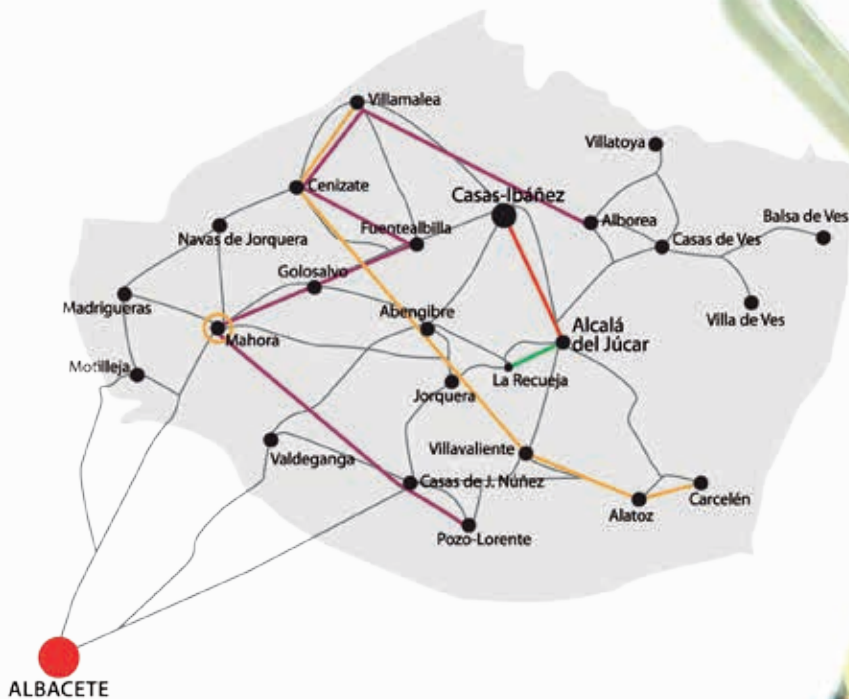 Villamalea
Villatoya
Cenizate
Casas-Ibáñez
Alborea
Balsa de Ves
Navas de Jorquera
Fuentealbilla
Casas de Ves
Golosalvo
Madrigueras
Abengibre
Villa de Ves
Mahora
Alcalá
del Júcar
Motilleja
La Recueja
Jorquera
Villavaliente
Valdeganga
Casas de J. Núñez
Carcelén
Alatoz
Pozo-Lorente
ALBACETE